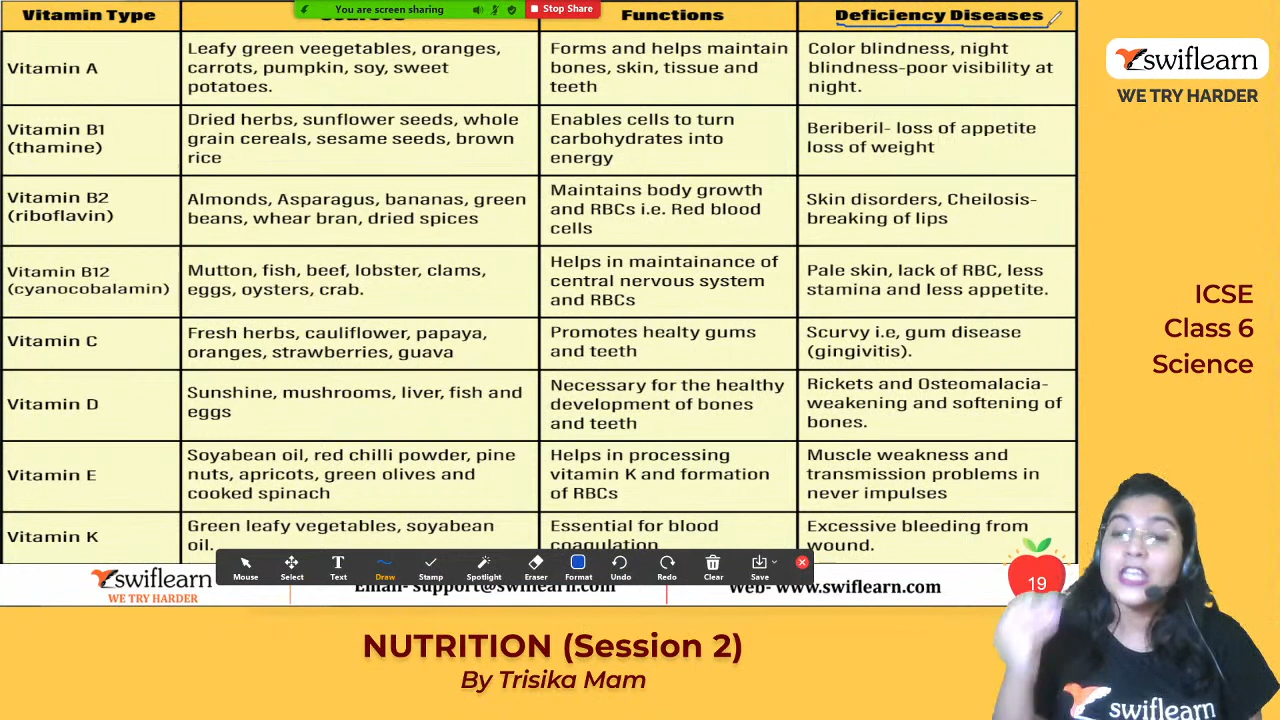 Vitamin Type
Functions
Deficiency Diseases
You are screen sharing
Stop Share
Vitamin A
Leafy green veegetables, oranges,
carrots, pumpkin, soy, sweet
potatoes.
Forms and helps maintain
bones, skin, tissue and
teeth
Color blindness, night
blindness-poor visibility at
night.
Vitamin B1
(thamine)
Dried herbs, sunflower seeds, whole
grain cereals, sesame seeds, brown
rice
Enables cells to turn
carbohydrates into
energy
Beriberil- loss of appetite
loss of weight
Vitamin B2
(riboflavin)
Almonds, Asparagus, bananas, green
beans, whear bran, dried spices
Maintains body growth
and RBCs i.e. Red blood
cells
Skin disorders, Cheilosis-
breaking of lips
Vitamin B12
(cyanocobalamin)
Mutton, fish, beef, lobster, clams,
eggs, oysters, crab.
Helps in maintainance of
central nervous system
and RBCs
Pale skin, lack of RBC, less
stamina and less appetite.
Vitamin C
Fresh herbs, cauliflower, papaya,
oranges, strawberries, guava
Promotes healty gums
and teeth
Scurvy i.e, gum disease
(gingivitis).
Vitamin D
Sunshine, mushrooms, liver, fish and
eggs
Necessary for the healthy
development of bones
and teeth
Rickets and Osteomalacia-
weakening and softening of
bones.
Vitamin E
Soyabean oil, red chilli powder, pine
nuts, apricots, green olives and
cooked spinach
Helps in processing
vitamin K and formation
of RBCs
Muscle weakness and
transmission problems in
never impulses
Vitamin K
Green leafy vegetables, soyabean
oil.
Essential for blood
coagulation
Excessive bleeding from
wound.
Mouse Select Text Draw Stamp Spotlight Eraser Format Undo Redo Clear Save
swiflearn
WE TRY HARDER
Email- support@swiflearn.com
Web- www.swiflearn.com
19
swiflearn
WE TRY HARDER
ICSE
Class 6
Science
NUTRITION (Session 2)
By Trisika Mam
swiflearn